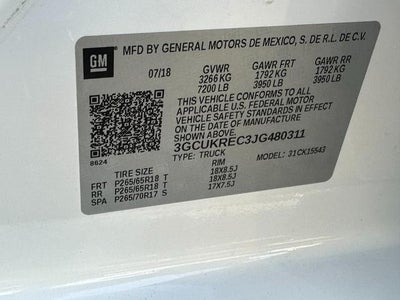 GM
MFD BY GENERAL MOTORS DE MEXICO, S. DE R.L. DE C.V.
07/18 GVWR GAWR FRT GAWR RR
3266 KG 1792 KG 1792 KG
7200 LB 3950 LB 3950 LB
THIS VEHICLE CONFORMS TO ALL
APPLICABLE U.S. FEDERAL MOTOR
VEHICLE SAFETY STANDARDS IN EFFECT
ON THE DATE OF MANUFACTURE SHOWN ABOVE.
3GCUKREC3JG480311
8624 TYPE: TRUCK MODEL: 31CK15543
TIRE SIZE RIM
FRT P265/65R18 T 18X8.5J
RR P265/65R18 T 18X8.5J
SPA P265/70R17 S 17X7.5J